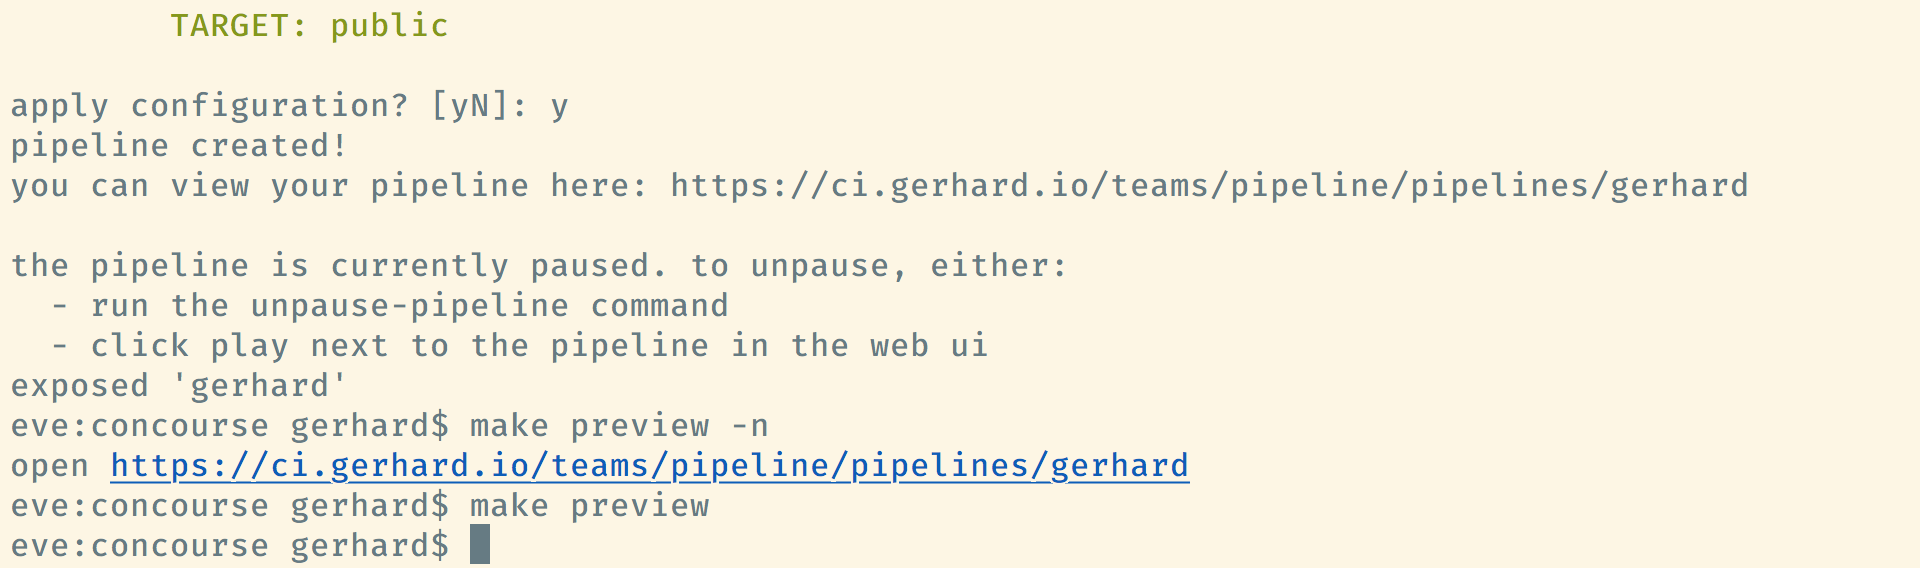 TARGET: public
apply configuration? [yN]: y
pipeline created!
you can view your pipeline here: https://ci.gerhard.io/teams/pipeline/pipelines/gerhard
the pipeline is currently paused. to unpause, either:
- run the unpause-pipeline command
- click play next to the pipeline in the web ui
exposed 'gerhard'
eve:concourse gerhard$ make preview -n
open https://ci.gerhard.io/teams/pipeline/pipelines/gerhard
eve:concourse gerhard$ make preview
eve:concourse gerhard$